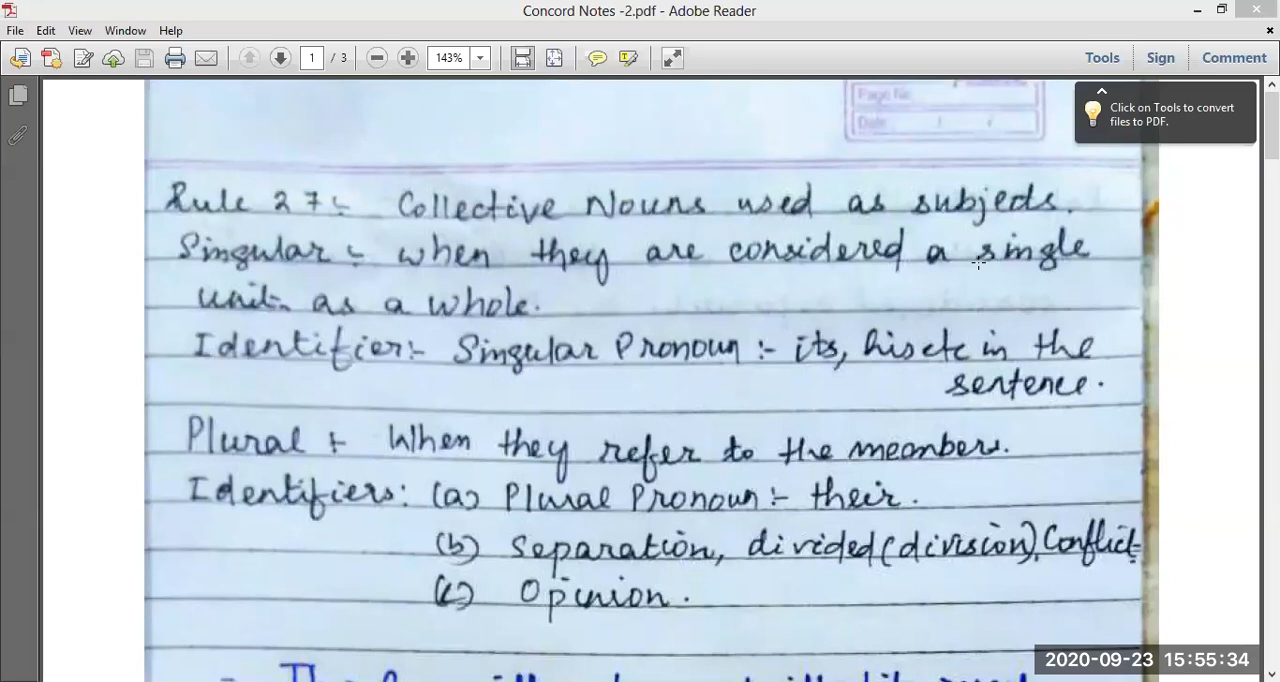 Concord Notes -2.pdf - Adobe Reader
File Edit View Window Help
1 / 3 143% Tools Sign Comment
Click on Tools to convert
files to PDF.
Page No.
Date / /
Rule 27:- Collective Nouns used as subjects.
Singular :- when they are considered a single
unit as a whole.
Identifier:- Singular Pronoun :- its, his etc in the
sentence.
Plural :- When they refer to the members.
Identifiers: (a) Plural Pronoun :- their.
(b) Separation, divided (division), Conflict
(c) Opinion.
2020-09-23 15:55:34